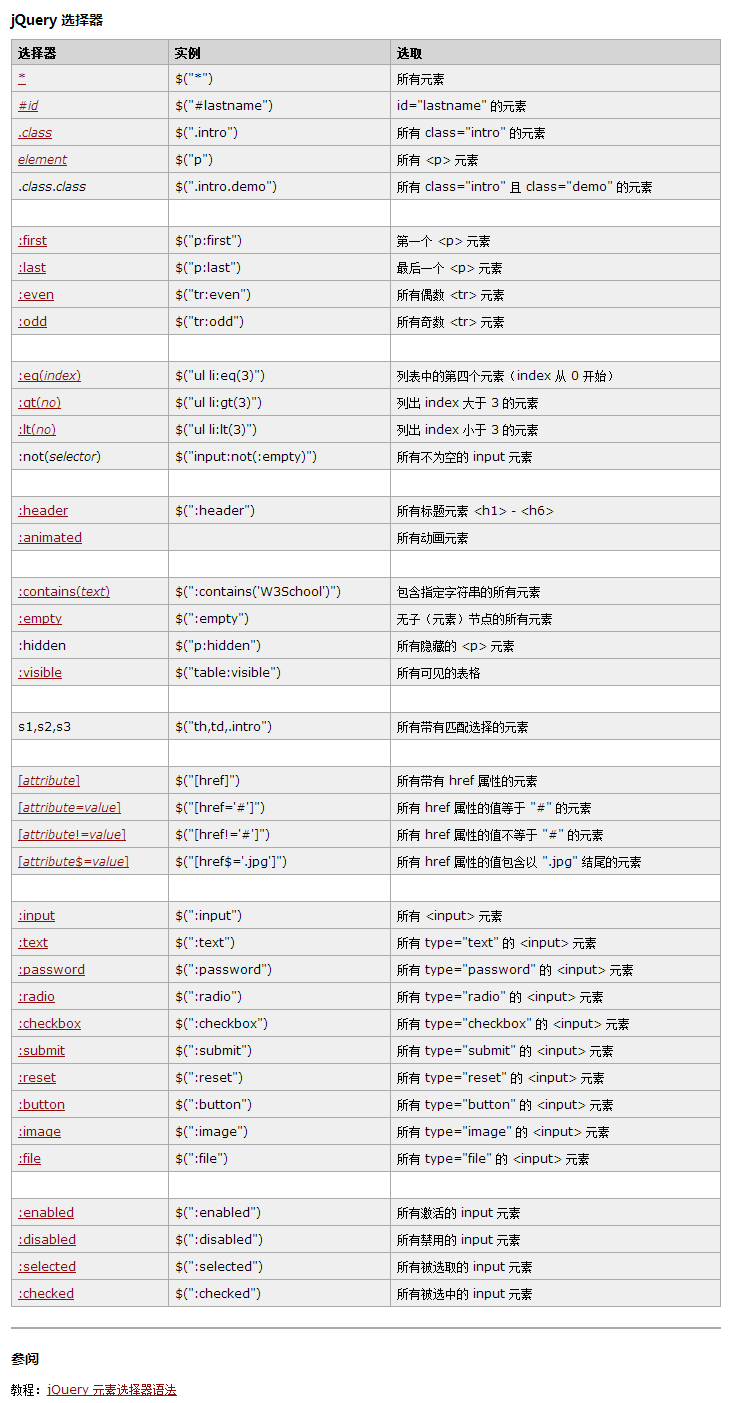 jQuery 选择器
选择器 实例 选取
* $("*") 所有元素
#id $("#lastname") id="lastname" 的元素
.class $(".intro") 所有 class="intro" 的元素
element $("p") 所有 <p> 元素
.class.class $(".intro.demo") 所有 class="intro" 且 class="demo" 的元素
:first $("p:first") 第一个 <p> 元素
:last $("p:last") 最后一个 <p> 元素
:even $("tr:even") 所有偶数 <tr> 元素
:odd $("tr:odd") 所有奇数 <tr> 元素
:eq(index) $("ul li:eq(3)") 列表中的第四个元素（index 从 0 开始）
:gt(no) $("ul li:gt(3)") 列出 index 大于 3 的元素
:lt(no) $("ul li:lt(3)") 列出 index 小于 3 的元素
:not(selector) $("input:not(:empty)") 所有不为空的 input 元素
:header $(":header") 所有标题元素 <h1> - <h6>
:animated 所有动画元素
:contains(text) $(":contains('W3School')") 包含指定字符串的所有元素
:empty $(":empty") 无子（元素）节点的所有元素
:hidden $("p:hidden") 所有隐藏的 <p> 元素
:visible $("table:visible") 所有可见的表格
s1,s2,s3 $("th,td,.intro") 所有带有匹配选择的元素
[attribute] $("[href]") 所有带有 href 属性的元素
[attribute=value] $("[href='#']") 所有 href 属性的值等于 "#" 的元素
[attribute!=value] $("[href!='#']") 所有 href 属性的值不等于 "#" 的元素
[attribute$=value] $("[href$='.jpg']") 所有 href 属性的值包含以 ".jpg" 结尾的元素
:input $(":input") 所有 <input> 元素
:text $(":text") 所有 type="text" 的 <input> 元素
:password $(":password") 所有 type="password" 的 <input> 元素
:radio $(":radio") 所有 type="radio" 的 <input> 元素
:checkbox $(":checkbox") 所有 type="checkbox" 的 <input> 元素
:submit $(":submit") 所有 type="submit" 的 <input> 元素
:reset $(":reset") 所有 type="reset" 的 <input> 元素
:button $(":button") 所有 type="button" 的 <input> 元素
:image $(":image") 所有 type="image" 的 <input> 元素
:file $(":file") 所有 type="file" 的 <input> 元素
:enabled $(":enabled") 所有激活的 input 元素
:disabled $(":disabled") 所有禁用的 input 元素
:selected $(":selected") 所有被选取的 input 元素
:checked $(":checked") 所有被选中的 input 元素
参阅
教程：jQuery 元素选择器语法